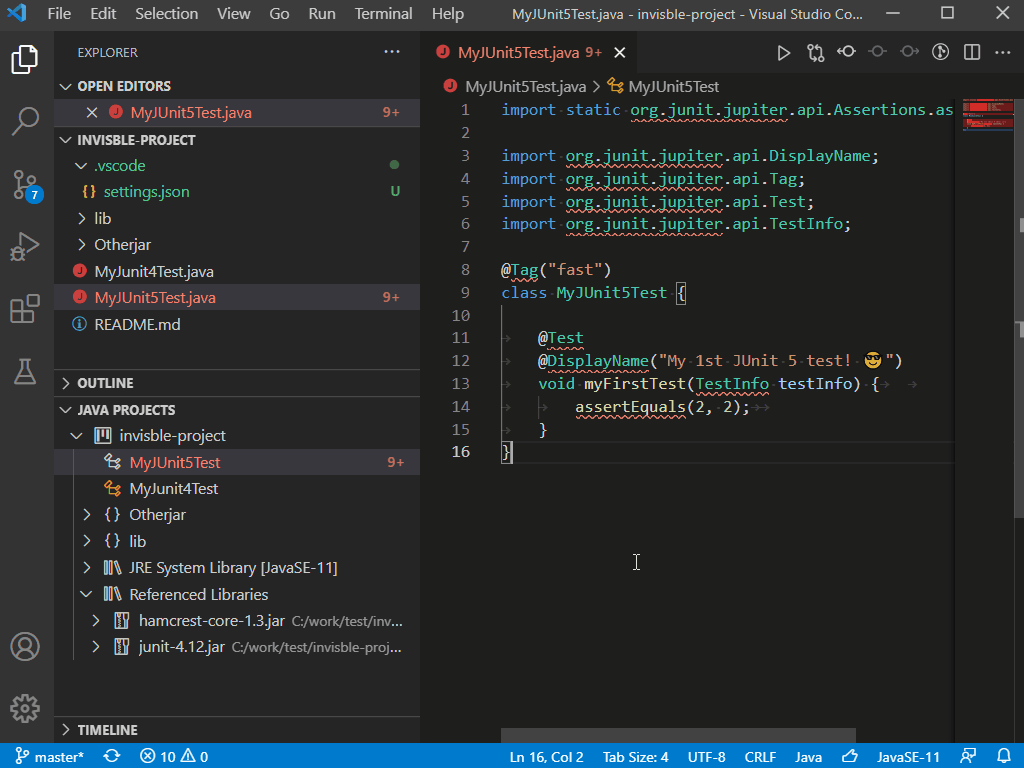 File Edit Selection View Go Run Terminal Help MyJUnit5Test.java - invisble-project - Visual Studio Co...
EXPLORER
OPEN EDITORS
MyJUnit5Test.java 9+
INVISBLE-PROJECT
.vscode
{} settings.json U
lib
Otherjar
MyJunit4Test.java
MyJUnit5Test.java 9+
README.md
OUTLINE
JAVA PROJECTS
invisble-project
MyJUnit5Test 9+
MyJunit4Test
{} Otherjar
{} lib
JRE System Library [JavaSE-11]
Referenced Libraries
hamcrest-core-1.3.jar C:/work/test/inv...
junit-4.12.jar C:/work/test/invisble-proj...
TIMELINE
7
MyJUnit5Test.java 9+
MyJUnit5Test.java > MyJUnit5Test
1 import static org.junit.jupiter.api.Assertions.as
2
3 import org.junit.jupiter.api.DisplayName;
4 import org.junit.jupiter.api.Tag;
5 import org.junit.jupiter.api.Test;
6 import org.junit.jupiter.api.TestInfo;
7
8 @Tag("fast")
9 class MyJUnit5Test {
10
11 @Test
12 @DisplayName("My 1st JUnit 5 test! 😎")
13 void myFirstTest(TestInfo testInfo) {
14 assertEquals(2, 2);
15 }
16 }
master* 10 0 Ln 16, Col 2 Tab Size: 4 UTF-8 CRLF Java JavaSE-11